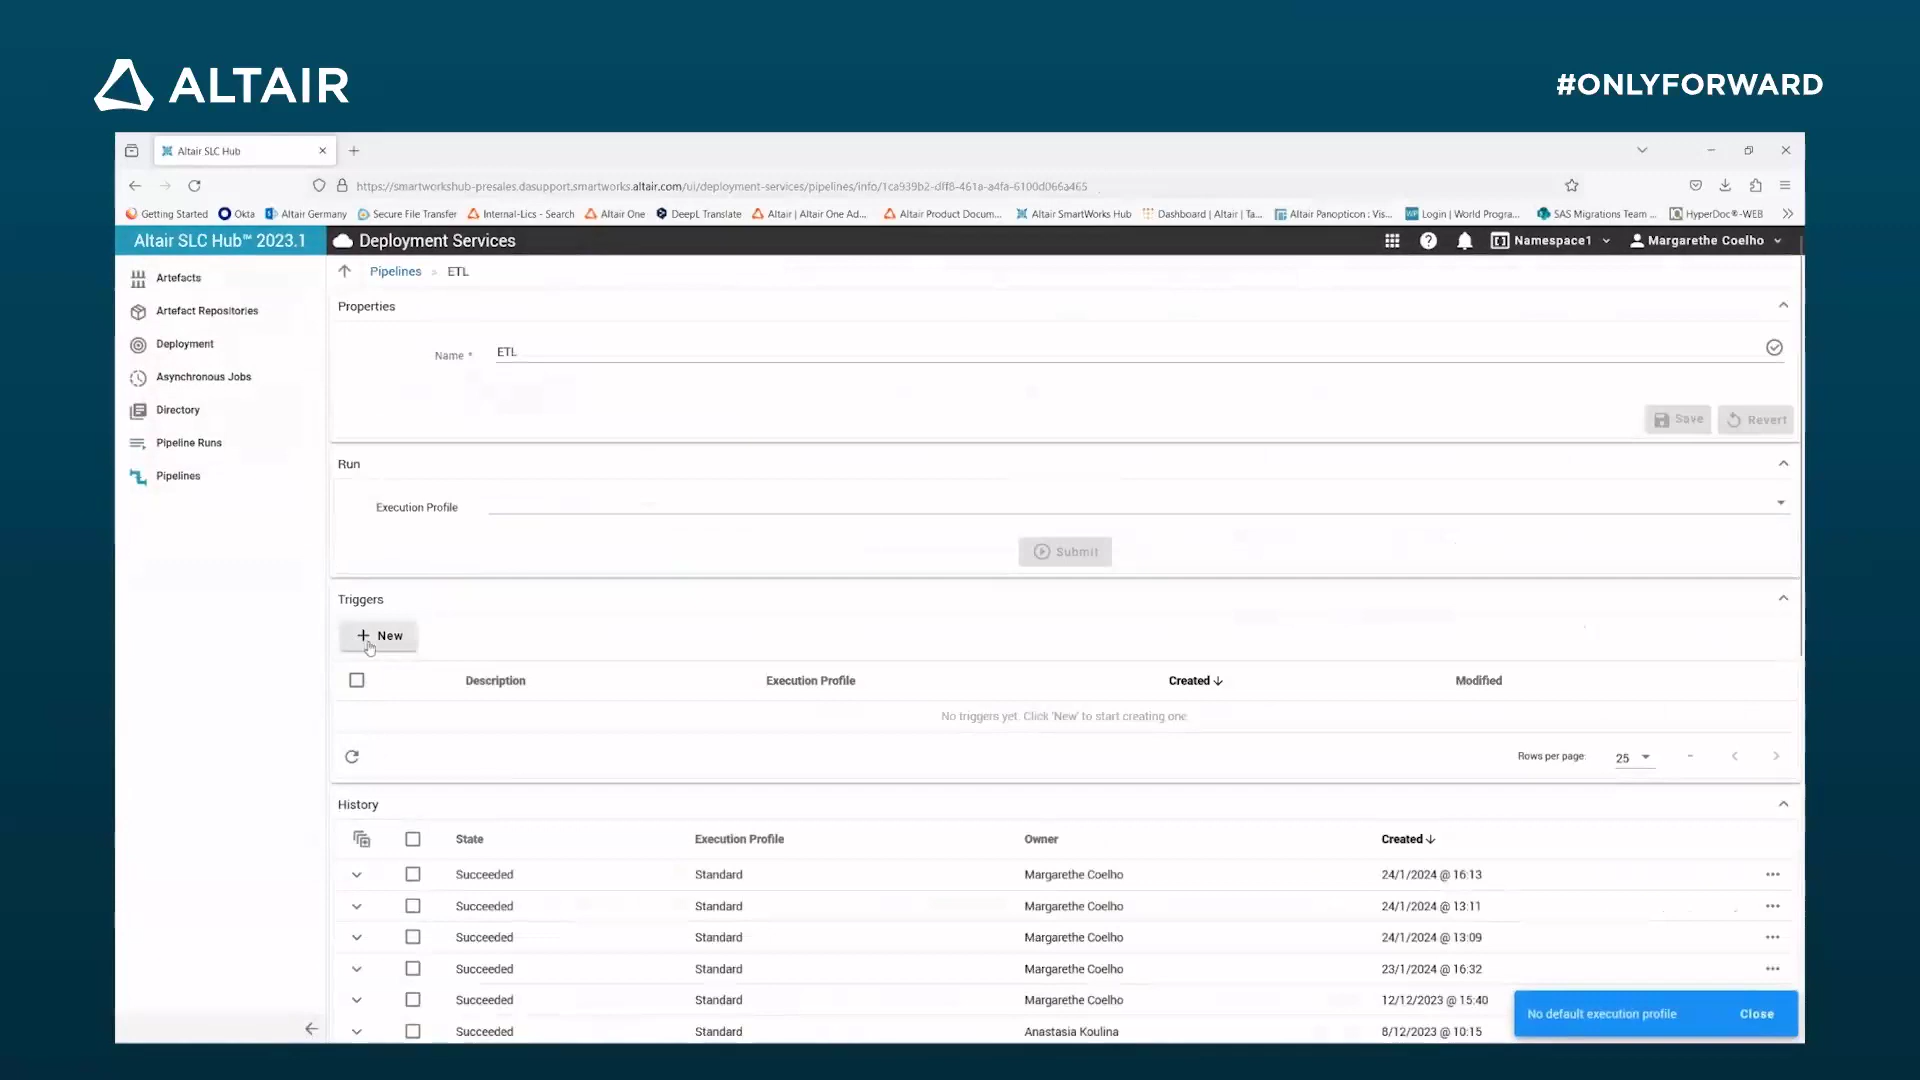 ALTAIR
#ONLYFORWARD
Altair SLC Hub
https://smartworkshub-presales.dasupport.smartworks.altair.com/ui/deployment-services/pipelines/info/1ca939b2-dff8-461a-a4fa-6100d066a465
Getting Started Okta Altair Germany Secure File Transfer Internal-Lics - Search Altair One DeepL Translate Altair | Altair One Ad... Altair Product Docum... Altair SmartWorks Hub Dashboard | Altair | Ta... Altair Panopticon : Vis... Login | World Progra... SAS Migrations Team ... HyperDoc®-WEB
Altair SLC Hub™ 2023.1 Deployment Services Namespace1 Margarethe Coelho
Artefacts
Artefact Repositories
Deployment
Asynchronous Jobs
Directory
Pipeline Runs
Pipelines
Pipelines > ETL
Properties
Name * ETL
Save Revert
Run
Execution Profile
Submit
Triggers
+ New
Description Execution Profile Created ↓ Modified
No triggers yet. Click 'New' to start creating one
Rows per page: 25 -
History
State Execution Profile Owner Created ↓
Succeeded Standard Margarethe Coelho 24/1/2024 @ 16:13
Succeeded Standard Margarethe Coelho 24/1/2024 @ 13:11
Succeeded Standard Margarethe Coelho 24/1/2024 @ 13:09
Succeeded Standard Margarethe Coelho 23/1/2024 @ 16:32
Succeeded Standard Margarethe Coelho 12/12/2023 @ 15:40
Succeeded Standard Anastasia Koulina 8/12/2023 @ 10:15
No default execution profile Close